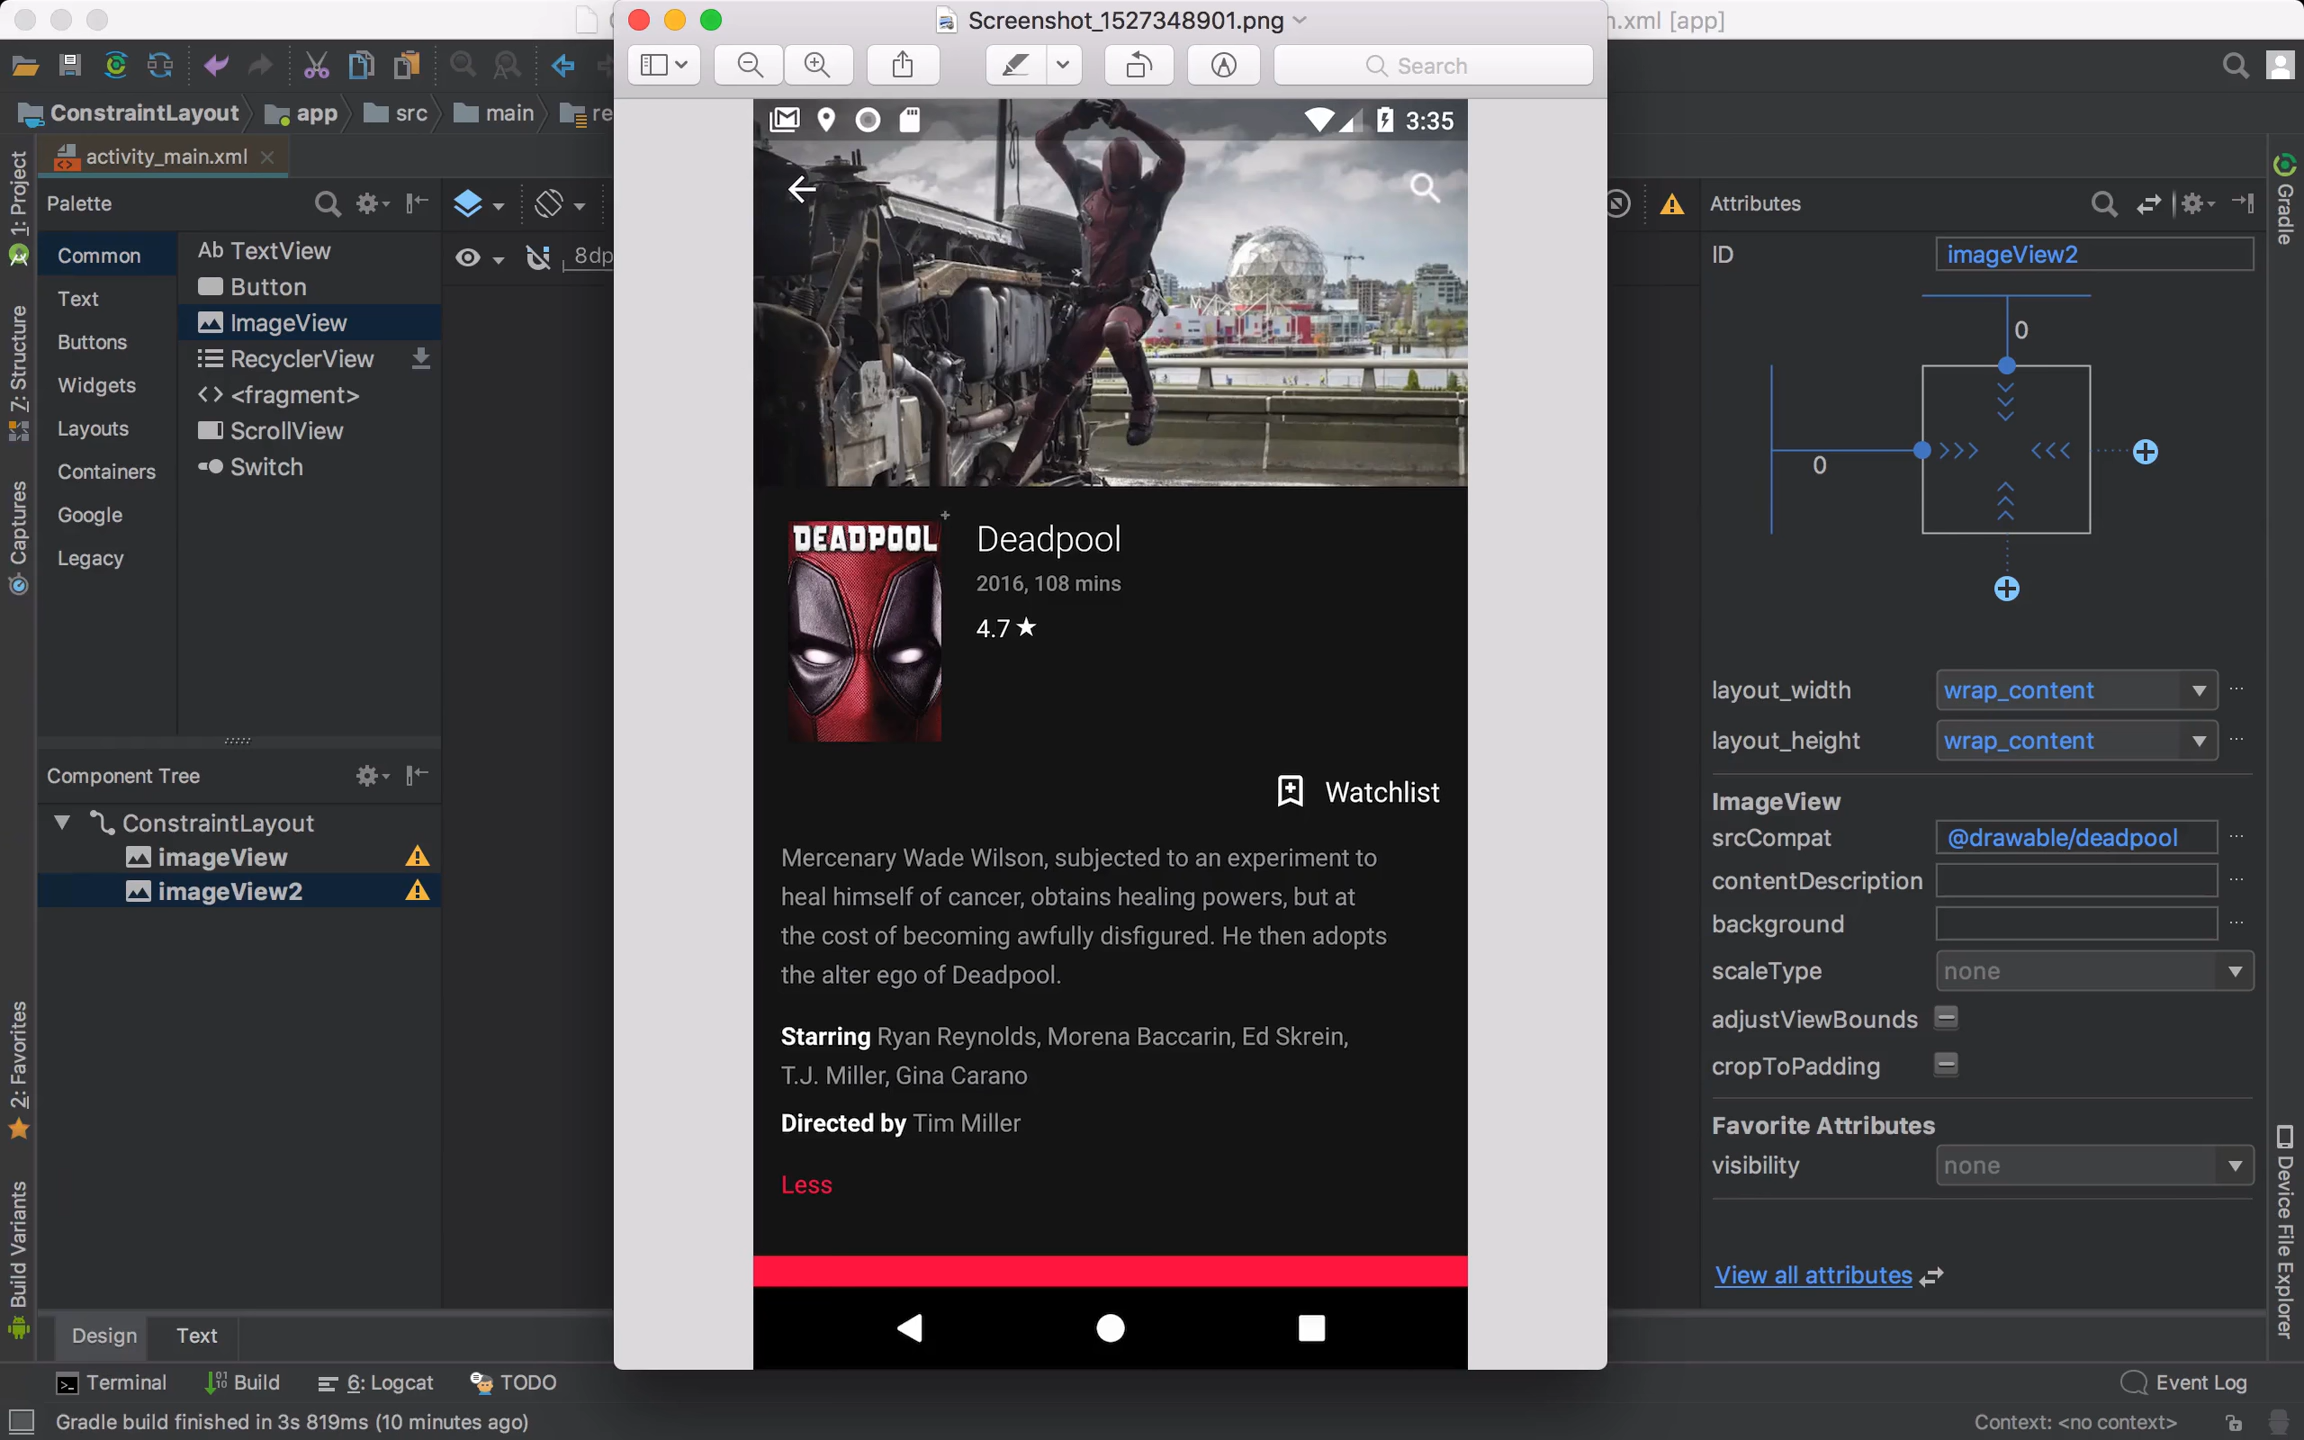 Screenshot_1527348901.png
n.xml [app]
Search
ConstraintLayout
app
src
main
re
activity_main.xml
1: Project
Z: Structure
Captures
2: Favorites
Build Variants
Palette
Common
Text
Buttons
Widgets
Layouts
Containers
Google
Legacy
Ab TextView
Button
ImageView
RecyclerView
<fragment>
ScrollView
Switch
8dp
Component Tree
ConstraintLayout
imageView
imageView2
3:35
DEADPOOL
Deadpool
2016, 108 mins
4.7 ★
Watchlist
Mercenary Wade Wilson, subjected to an experiment to
heal himself of cancer, obtains healing powers, but at
the cost of becoming awfully disfigured. He then adopts
the alter ego of Deadpool.
Starring Ryan Reynolds, Morena Baccarin, Ed Skrein,
T.J. Miller, Gina Carano
Directed by Tim Miller
Less
Attributes
ID imageView2
0
0
layout_width wrap_content
layout_height wrap_content
ImageView
srcCompat @drawable/deadpool
contentDescription
background
scaleType none
adjustViewBounds
cropToPadding
Favorite Attributes
visibility none
View all attributes
Gradle
Device File Explorer
Design Text
Terminal
Build
6: Logcat
TODO
Event Log
Gradle build finished in 3s 819ms (10 minutes ago)
Context: <no context>